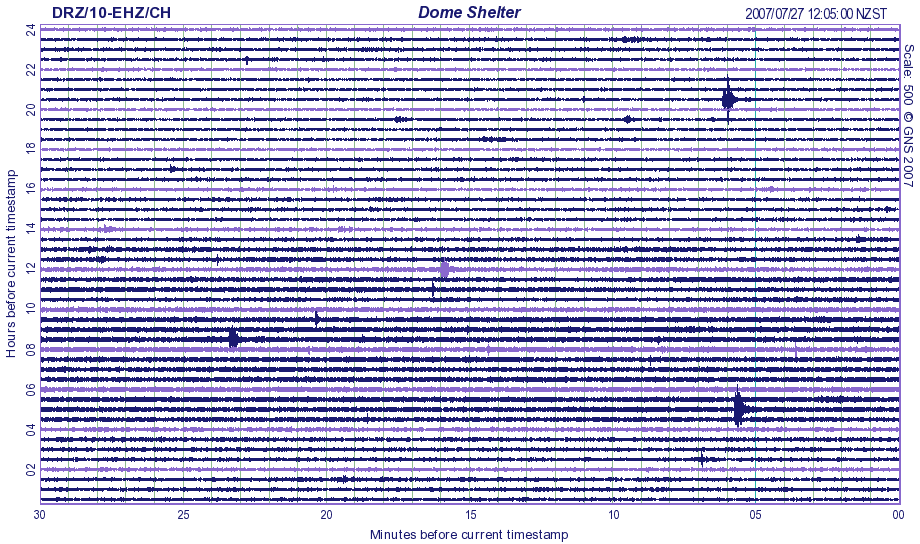 DRZ/10-EHZ/CH Dome Shelter 2007/07/27 12:05:00 NZST
24
22
20
18
16
14
12
10
08
06
04
02
Hours before current timestamp
Scale: 500 © GNS 2007
30 25 20 15 10 05 00
Minutes before current timestamp